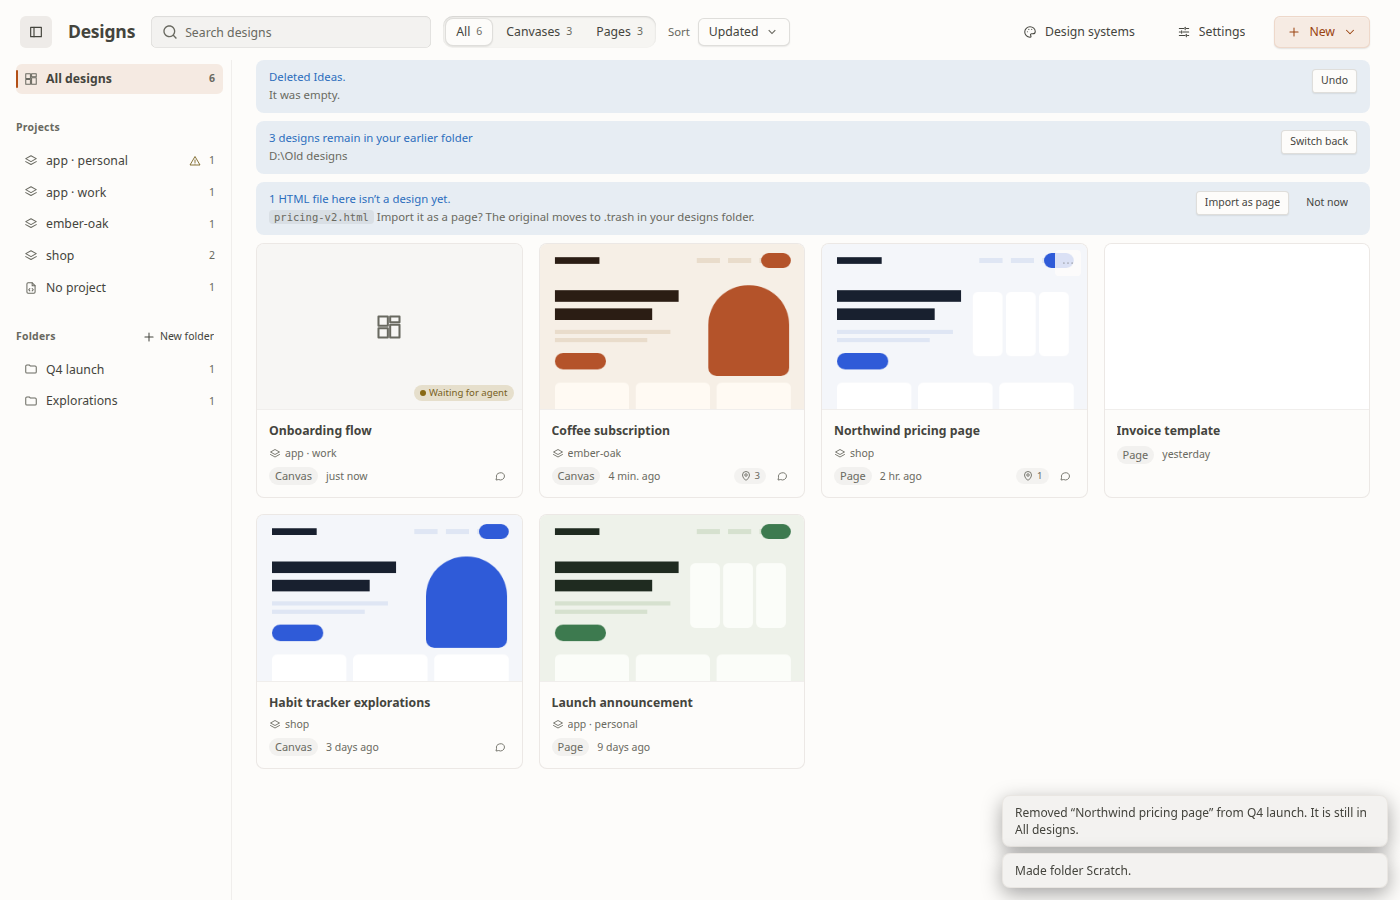 Designs
Search designs
All 6
Canvases 3
Pages 3
Sort
Updated
Design systems
Settings
New
All designs 6
Projects
app · personal 1
app · work 1
ember-oak 1
shop 2
No project 1
Folders
New folder
Q4 launch 1
Explorations 1
Deleted Ideas.
It was empty.
Undo
3 designs remain in your earlier folder
D:\Old designs
Switch back
1 HTML file here isn’t a design yet.
pricing-v2.html Import it as a page? The original moves to .trash in your designs folder.
Import as page
Not now
Waiting for agent
Onboarding flow
app · work
Canvas just now
Coffee subscription
ember-oak
Canvas 4 min. ago 3
Northwind pricing page
shop
Page 2 hr. ago 1
Invoice template
Page yesterday
Habit tracker explorations
shop
Canvas 3 days ago
Launch announcement
app · personal
Page 9 days ago
Removed “Northwind pricing page” from Q4 launch. It is still in
All designs.
Made folder Scratch.